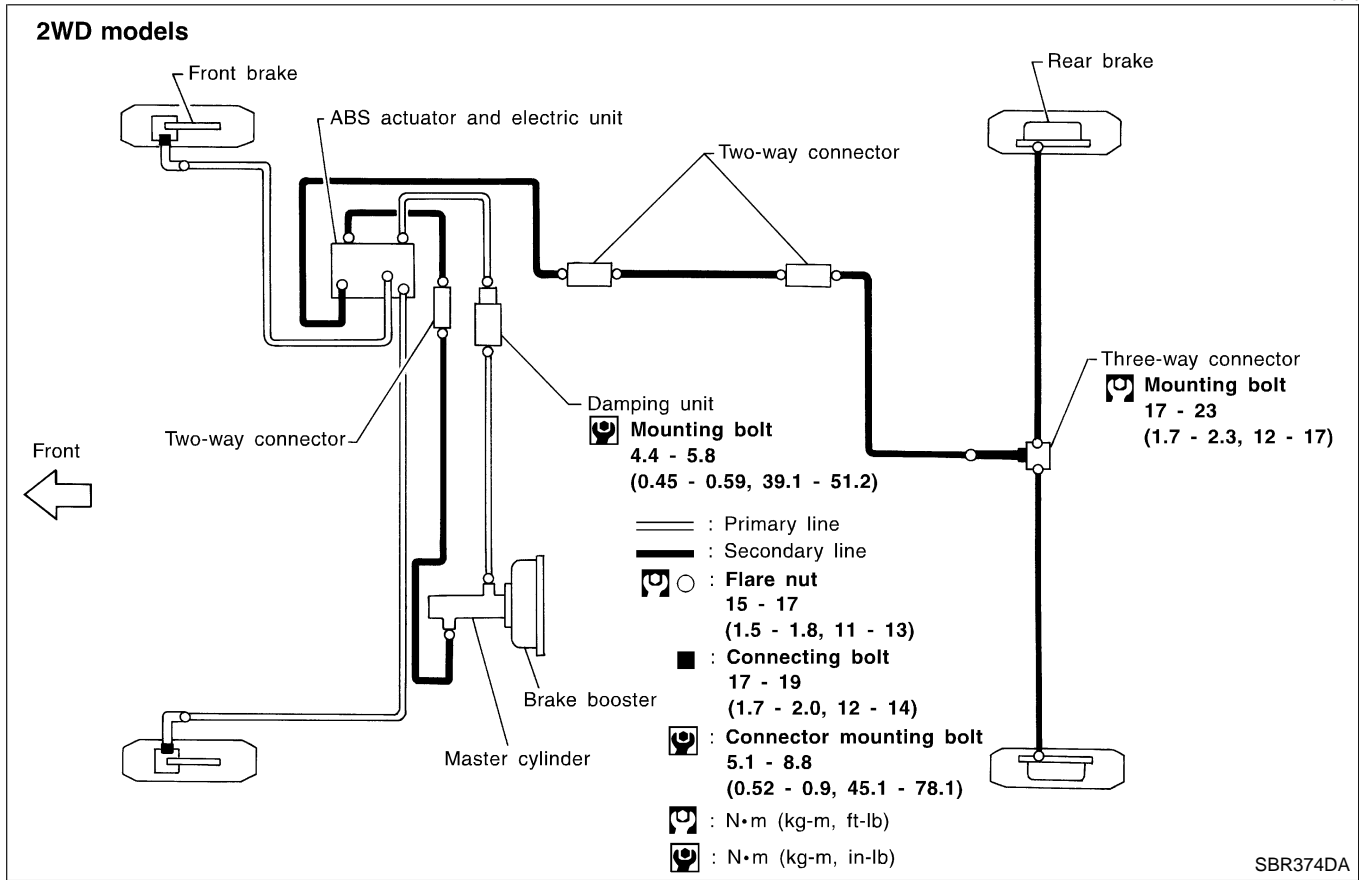 2WD models
Front brake
Rear brake
ABS actuator and electric unit
Two-way connector
Three-way connector
Mounting bolt
17 - 23
(1.7 - 2.3, 12 - 17)
Damping unit
Mounting bolt
4.4 - 5.8
(0.45 - 0.59, 39.1 - 51.2)
Two-way connector
Front
: Primary line
: Secondary line
: Flare nut
15 - 17
(1.5 - 1.8, 11 - 13)
: Connecting bolt
17 - 19
(1.7 - 2.0, 12 - 14)
Brake booster
Master cylinder
: Connector mounting bolt
5.1 - 8.8
(0.52 - 0.9, 45.1 - 78.1)
: N•m (kg-m, ft-lb)
: N•m (kg-m, in-lb)
SBR374DA